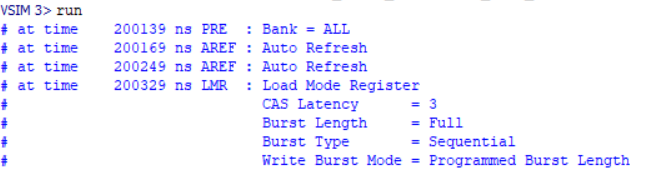 VSIM 3> run
# at time    200139 ns PRE  : Bank = ALL
# at time    200169 ns AREF : Auto Refresh
# at time    200249 ns AREF : Auto Refresh
# at time    200329 ns LMR  : Load Mode Register
#                             CAS Latency      = 3
#                             Burst Length     = Full
#                             Burst Type       = Sequential
#                             Write Burst Mode = Programmed Burst Length